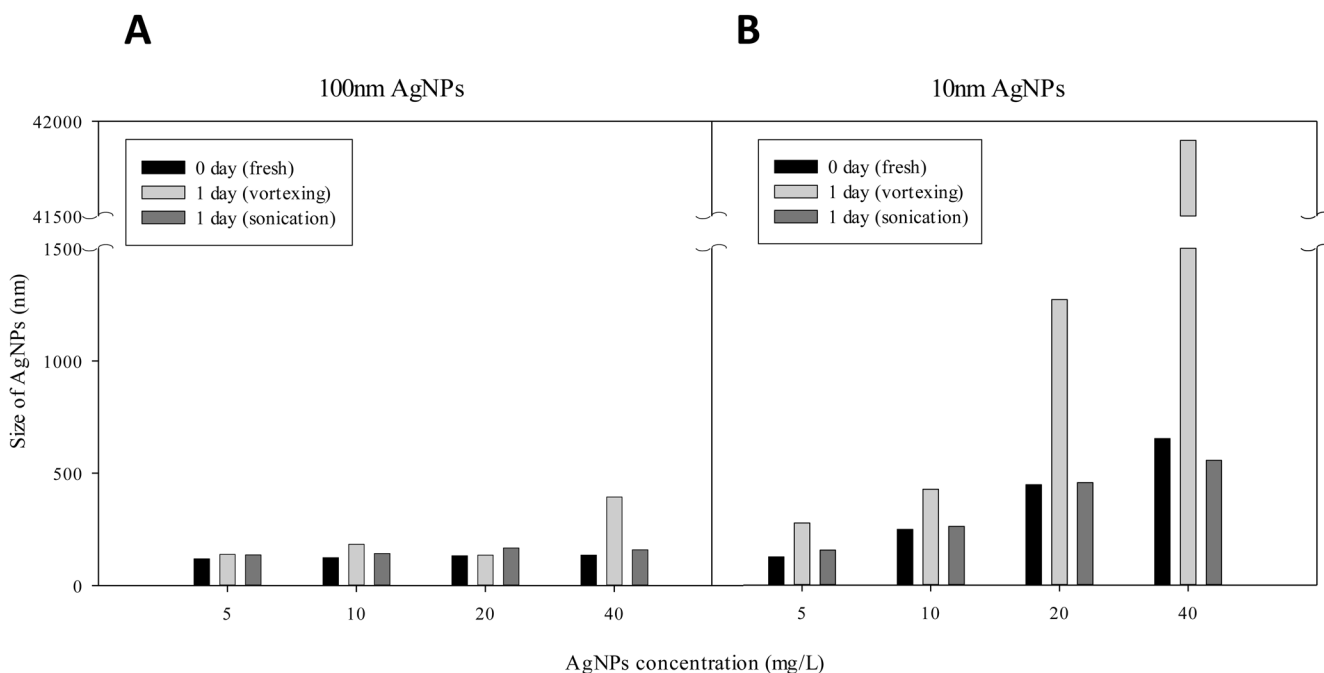 A
B
100nm AgNPs
10nm AgNPs
42000
41500
1500
1000
500
0
Size of AgNPs (nm)
0 day (fresh)
1 day (vortexing)
1 day (sonication)
0 day (fresh)
1 day (vortexing)
1 day (sonication)
5 10 20 40
5 10 20 40
AgNPs concentration (mg/L)